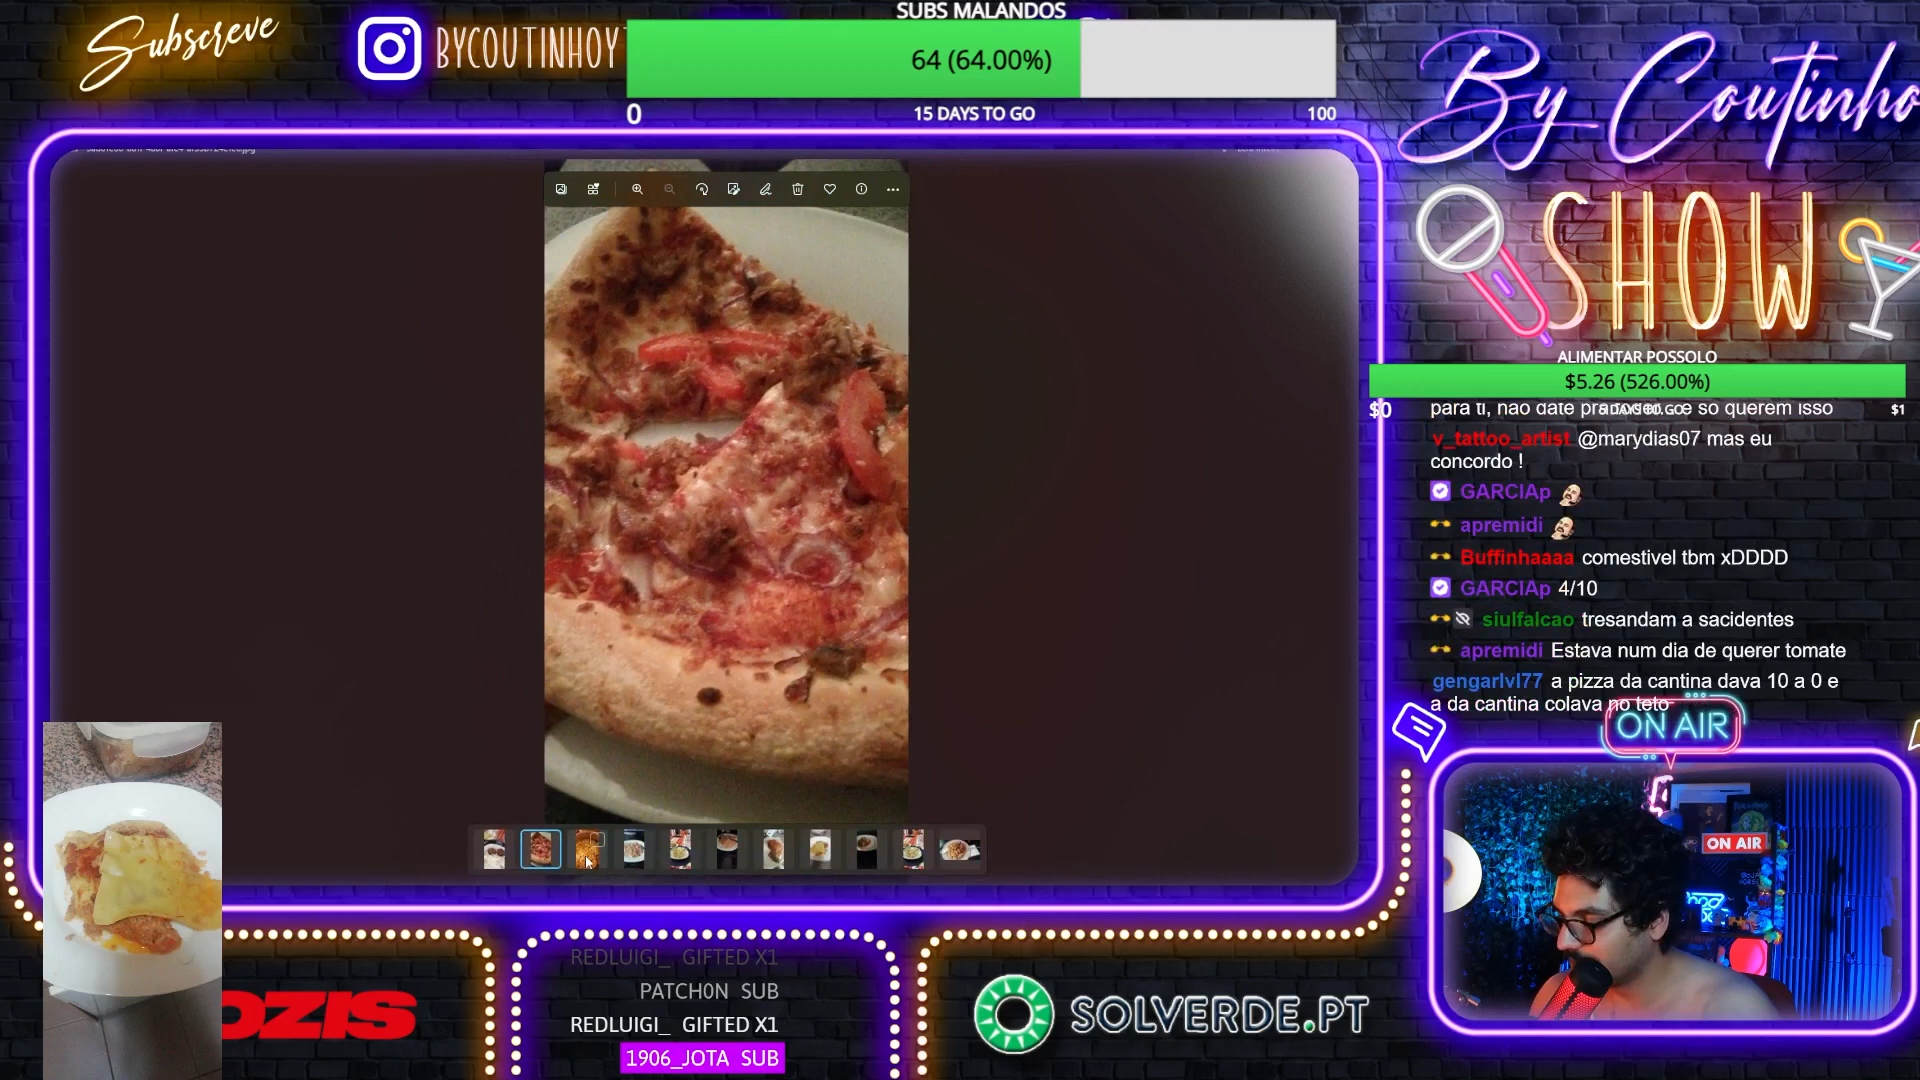 Subscreve
BYCOUTINHOY
SUBS MALANDOS
64 (64.00%)
0
15 DAYS TO GO
100
By Coutinho
SHOW
ALIMENTAR POSSOLO
$5.26 (526.00%)
$0
$1
v_tattoo_artist @marydias07 mas eu
concordo !
GARCIAp
apremidi
Buffinhaaaa comestivel tbm xDDDD
GARCIAp 4/10
siulfalcao tresandam a sacidentes
apremidi Estava num dia de querer tomate
gengarlvl77 a pizza da cantina dava 10 a 0 e
a da cantina colava no teto
ON AIR
ON AIR
REDLUIGI_ GIFTED X1
PATCH0N SUB
REDLUIGI_ GIFTED X1
1906_JOTA SUB
OZIS
SOLVERDE.PT